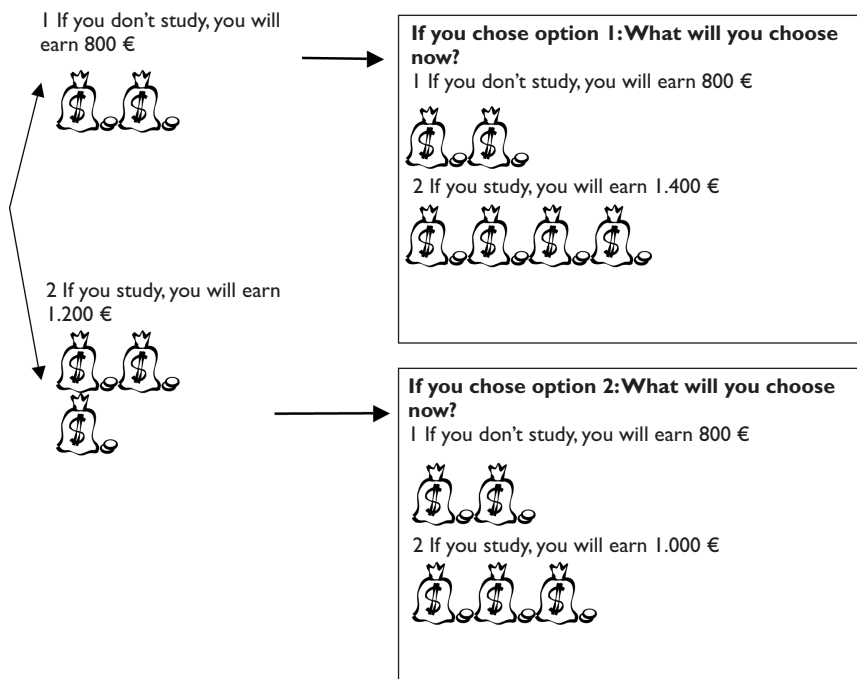 1 If you don't study, you will
earn 800 €
If you chose option 1:What will you choose
now?
1 If you don't study, you will earn 800 €
2 If you study, you will earn 1.400 €
2 If you study, you will earn
1.200 €
If you chose option 2:What will you choose
now?
1 If you don't study, you will earn 800 €
2 If you study, you will earn 1.000 €